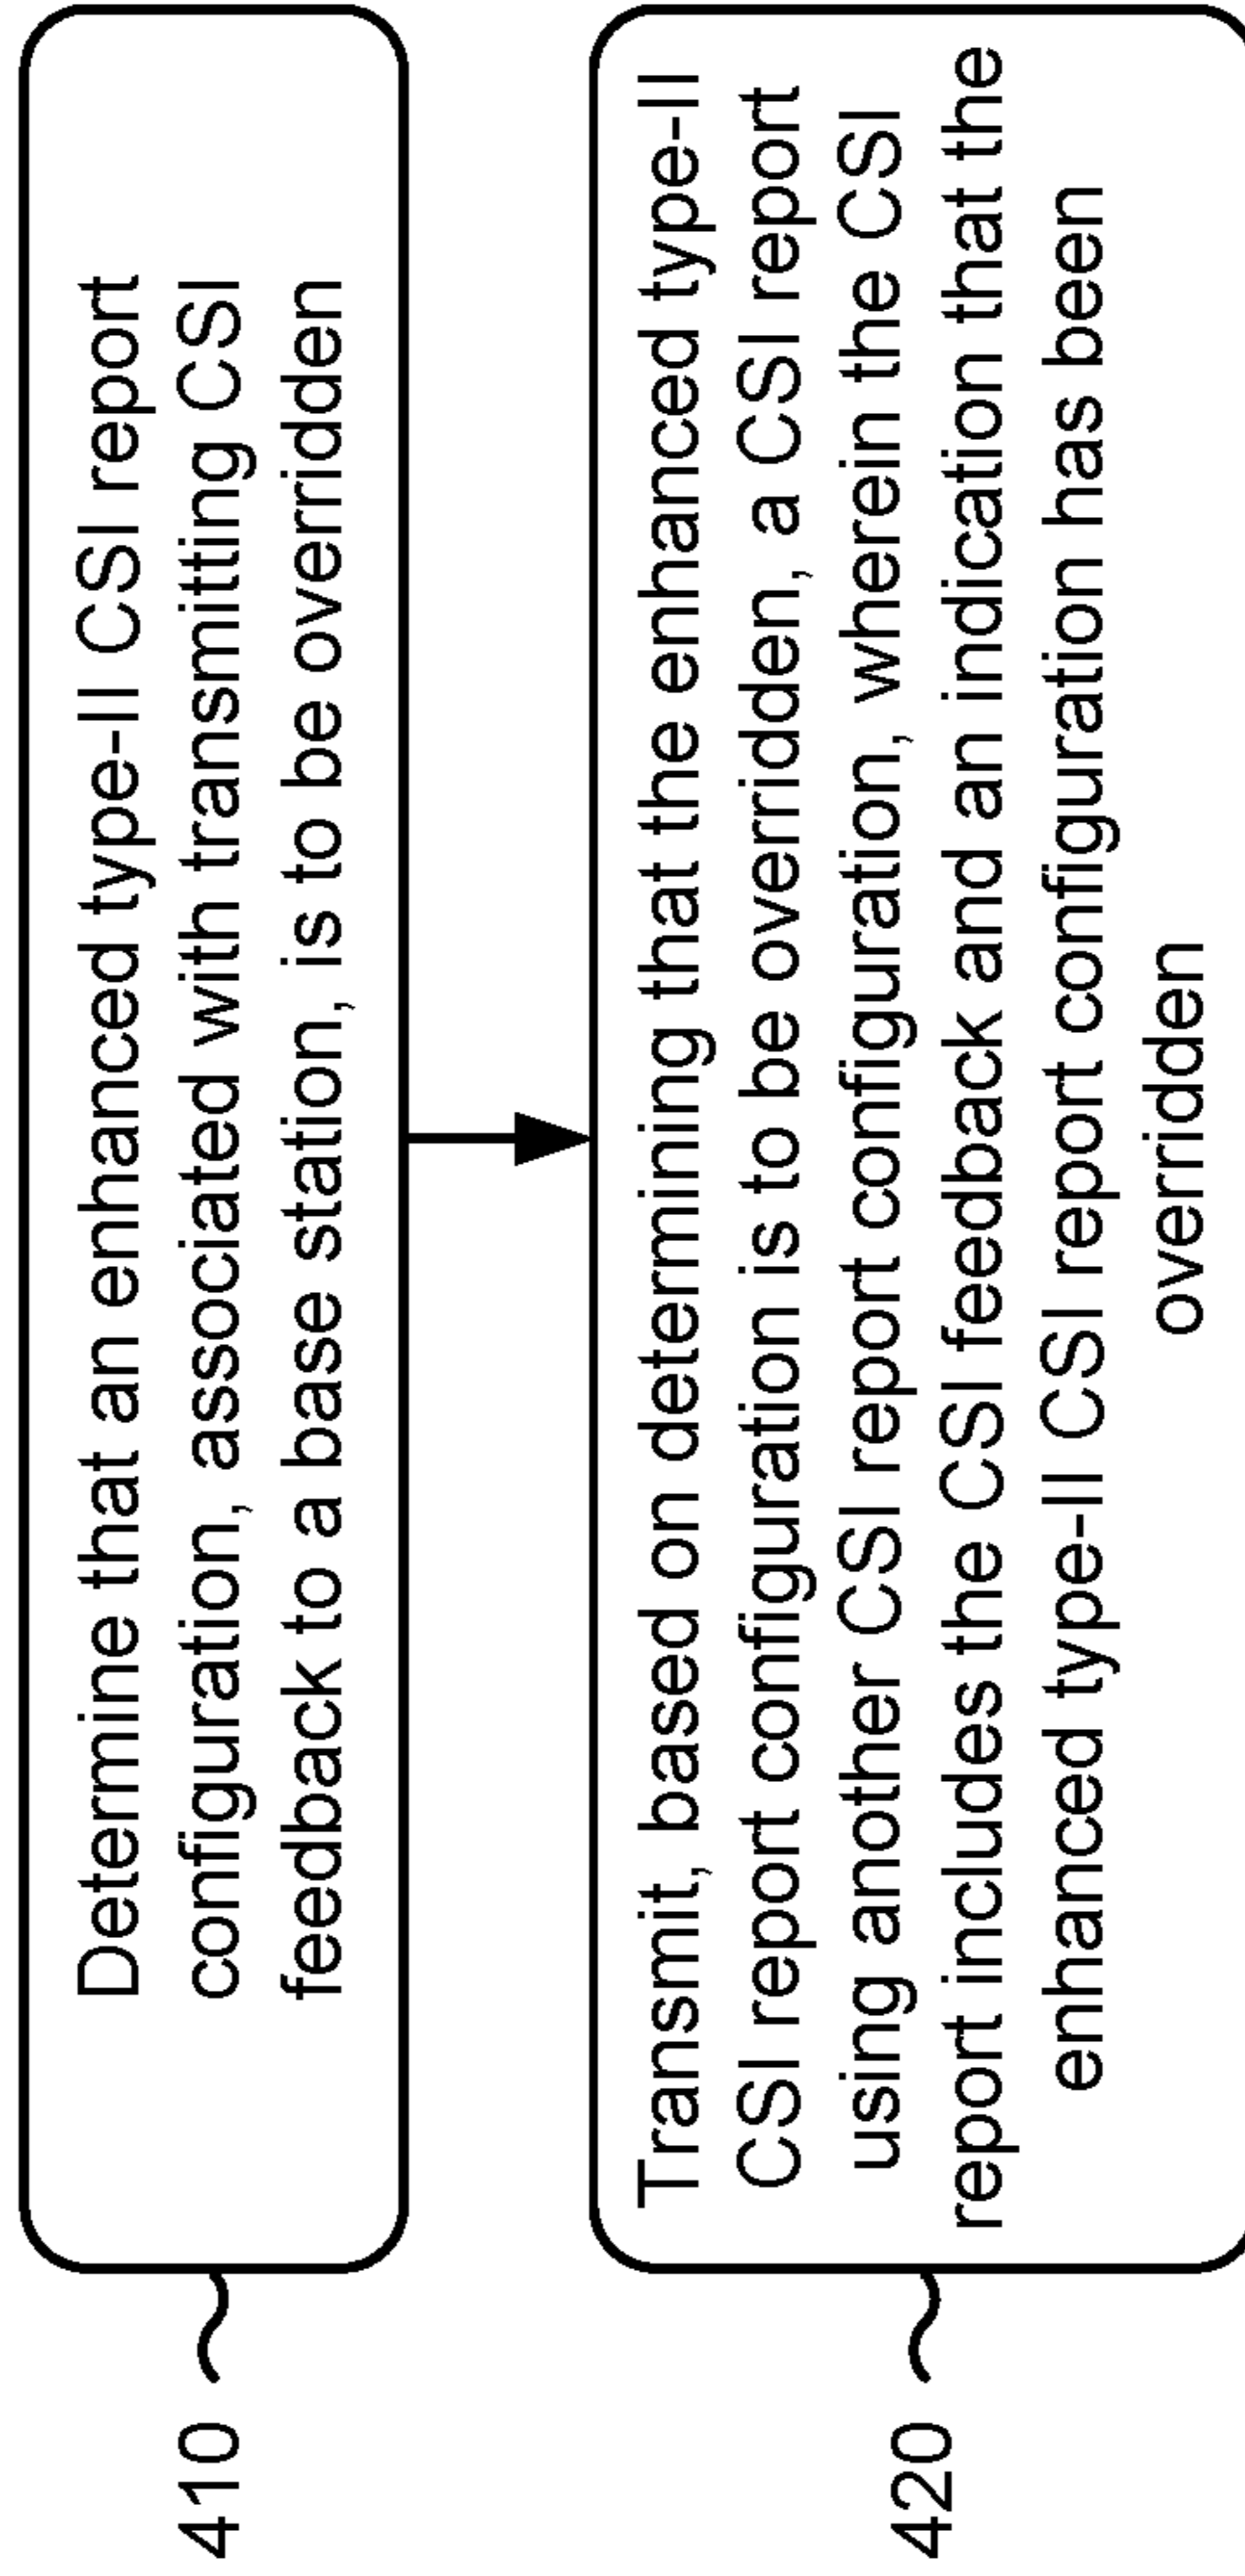 410
Determine that an enhanced type-II CSI report
configuration, associated with transmitting CSI
feedback to a base station, is to be overridden
420
Transmit, based on determining that the enhanced type-II
CSI report configuration is to be overridden, a CSI report
using another CSI report configuration, wherein the CSI
report includes the CSI feedback and an indication that the
enhanced type-II CSI report configuration has been
overridden